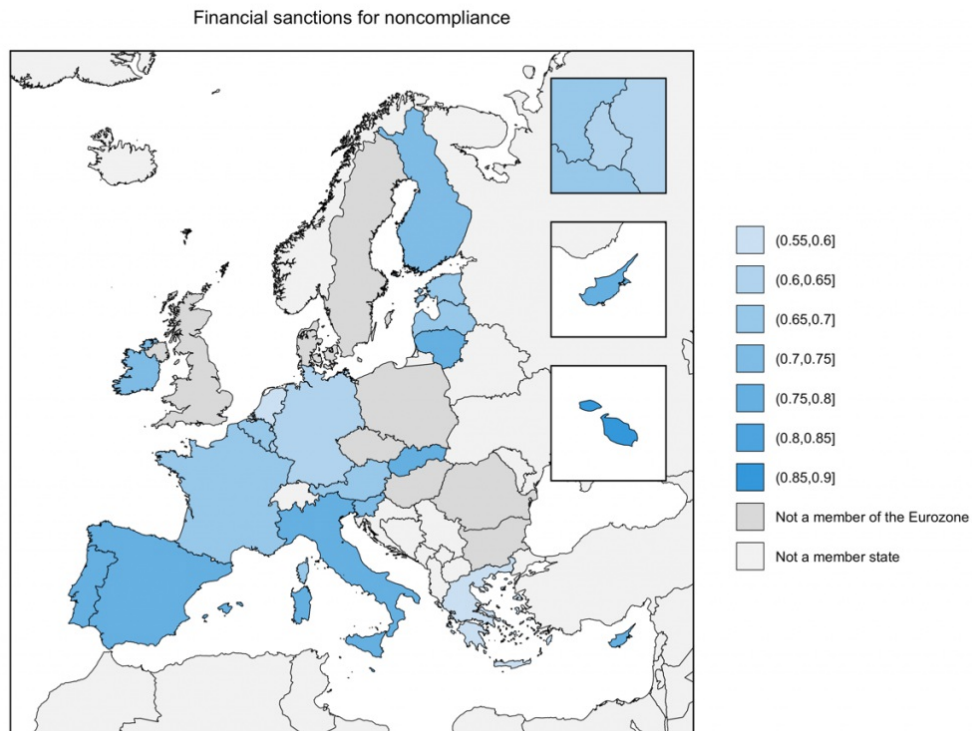 Financial sanctions for noncompliance
(0.55,0.6]
(0.6,0.65]
(0.65,0.7]
(0.7,0.75]
(0.75,0.8]
(0.8,0.85]
(0.85,0.9]
Not a member of the Eurozone
Not a member state